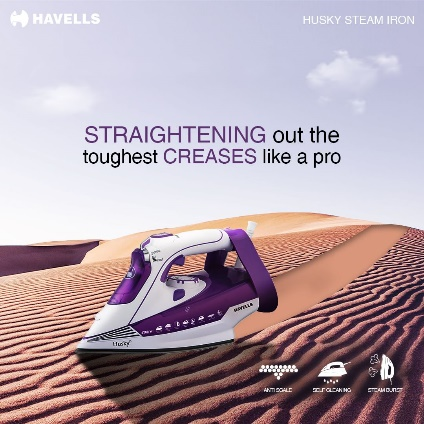 HAVELLS
HUSKY STEAM IRON
STRAIGHTENING out the
toughest CREASES like a pro
HAVELLS
Husky
ANTI SCALE
SELF CLEANING
STEAM BURST